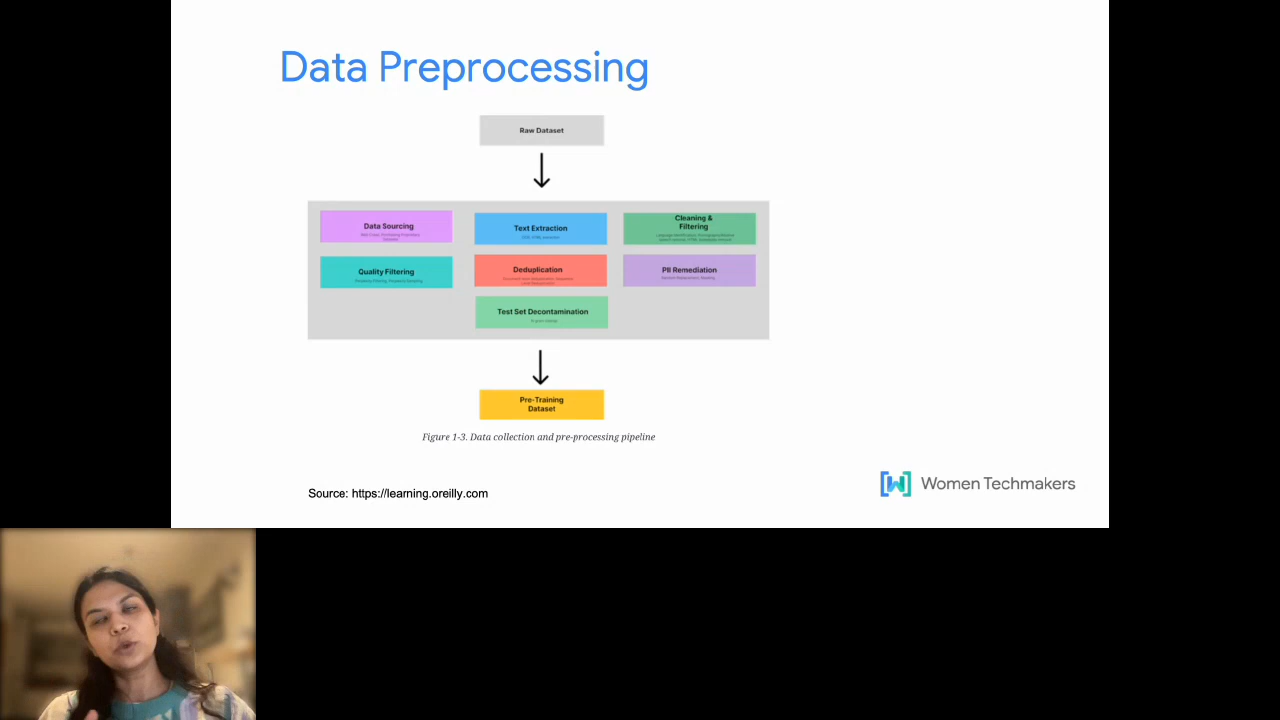 Data Preprocessing
Raw Dataset
Data Sourcing
Text Extraction
Cleaning &
Filtering
Quality Filtering
Deduplication
PII Remediation
Test Set Decontamination
Pre-Training
Dataset
Figure 1-3. Data collection and pre-processing pipeline
Source: https://learning.oreilly.com
Women Techmakers